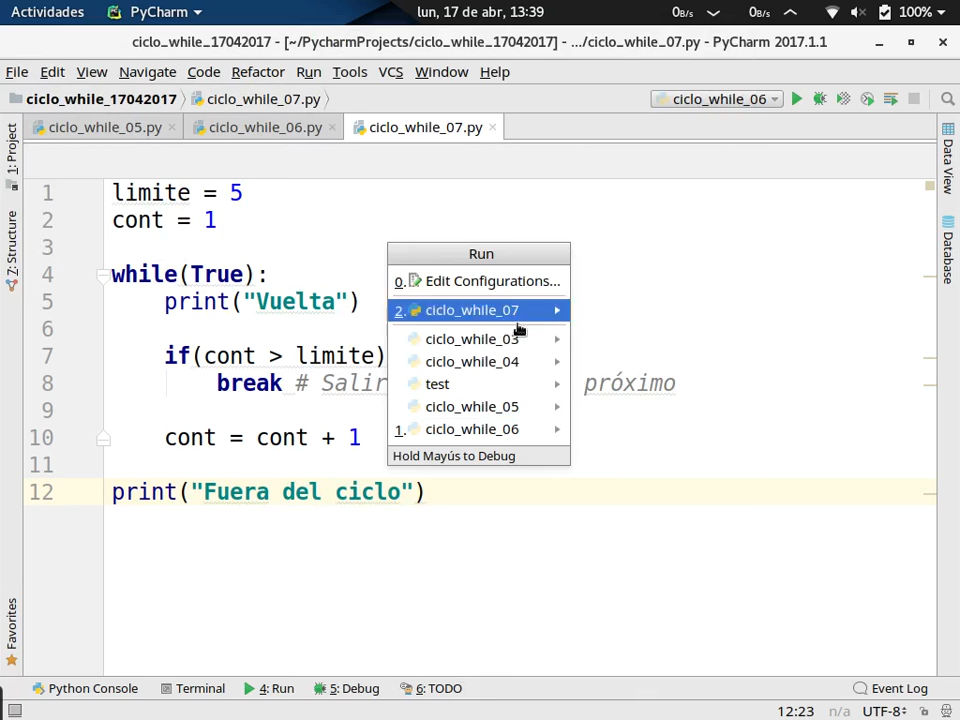 Actividades PyCharm lun, 17 de abr, 13:39 0B/s 0B/s 100%
ciclo_while_17042017 - [~/PycharmProjects/ciclo_while_17042017] - .../ciclo_while_07.py - PyCharm 2017.1.1
File Edit View Navigate Code Refactor Run Tools VCS Window Help
ciclo_while_17042017 ciclo_while_07.py ciclo_while_06
ciclo_while_05.py ciclo_while_06.py ciclo_while_07.py
1: Project
7: Structure
Favorites
Data View
Database
1 limite = 5
2 cont = 1
3
4 while(True):
5 print("Vuelta")
6
7 if(cont > limite)
8 break # Salir próximo
9
10 cont = cont + 1
11
12 print("Fuera del ciclo")
Run
0. Edit Configurations...
2. ciclo_while_07
ciclo_while_03
ciclo_while_04
test
ciclo_while_05
1. ciclo_while_06
Hold Mayús to Debug
Python Console Terminal 4: Run 5: Debug 6: TODO Event Log
12:23 n/a UTF-8